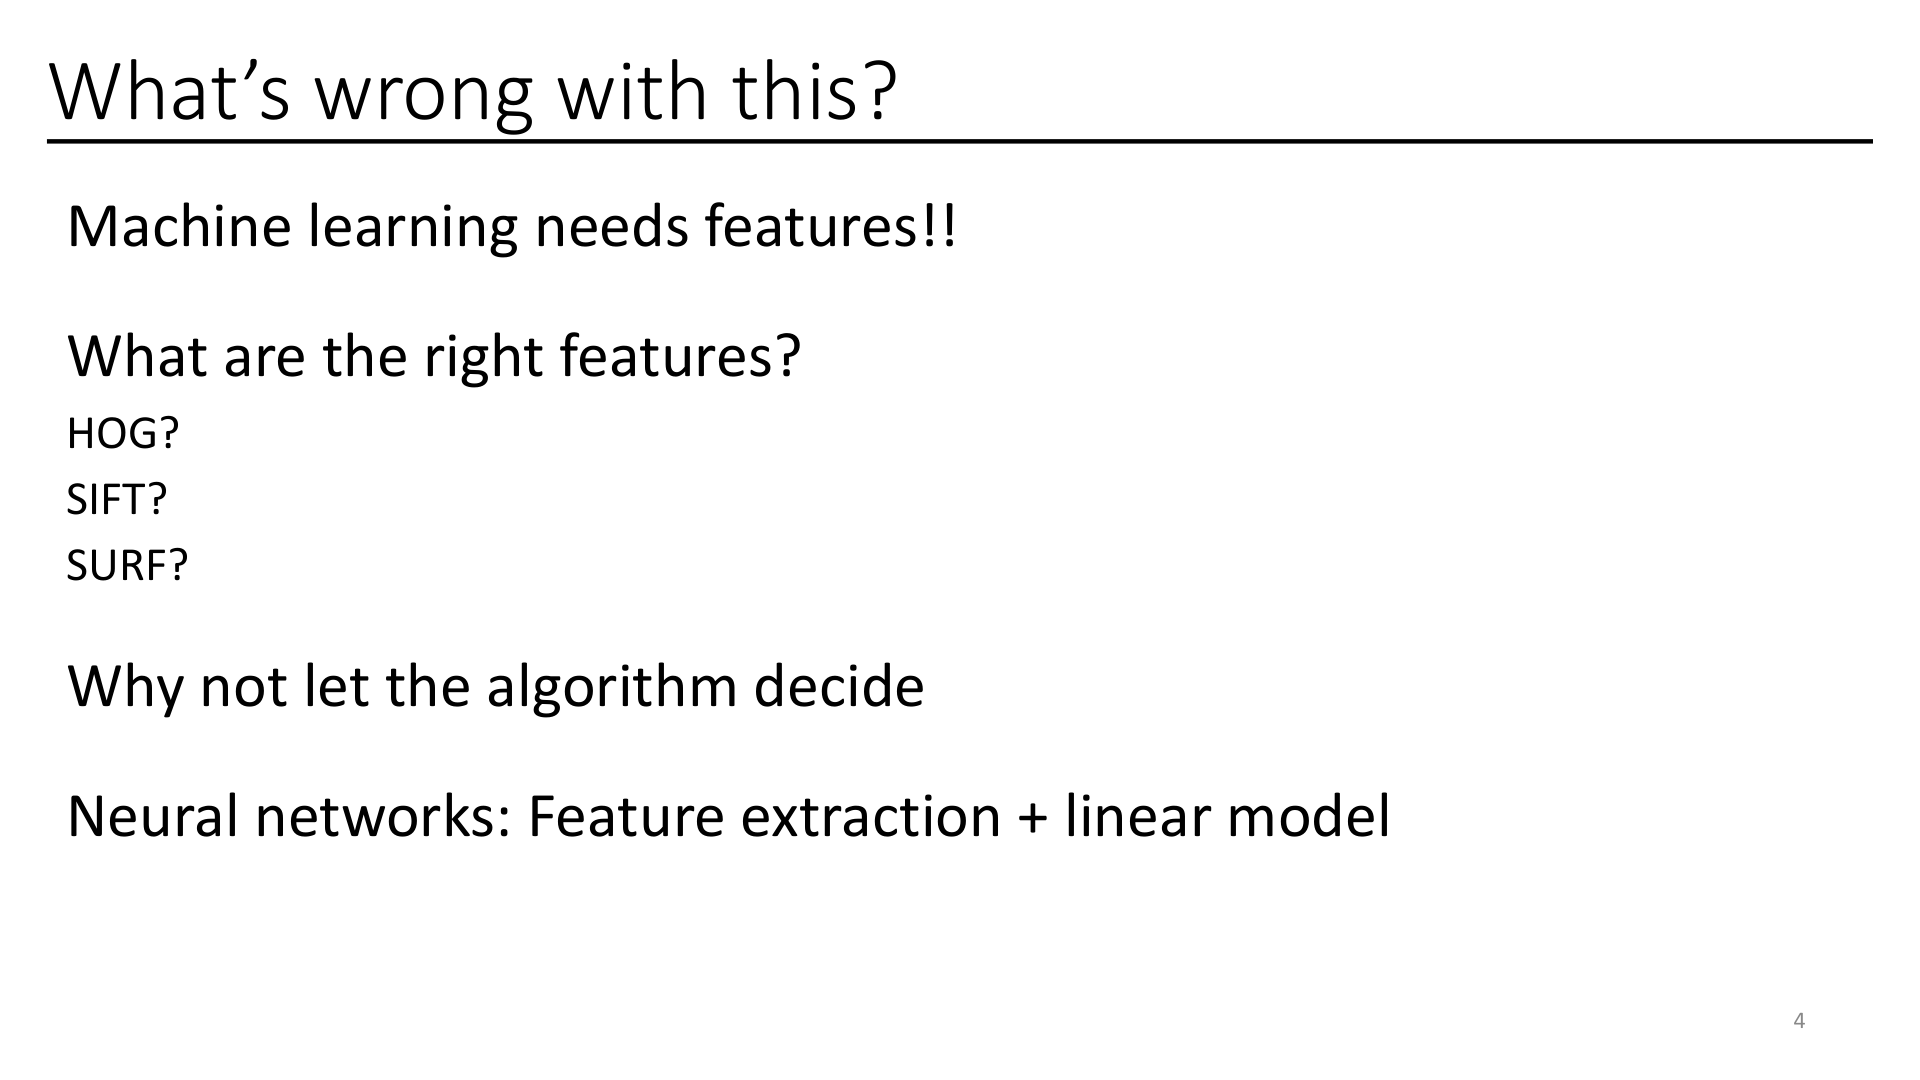 What’s wrong with this?
Machine learning needs features!!
What are the right features?
HOG?
SIFT?
SURF?
Why not let the algorithm decide
Neural networks: Feature extraction + linear model
4